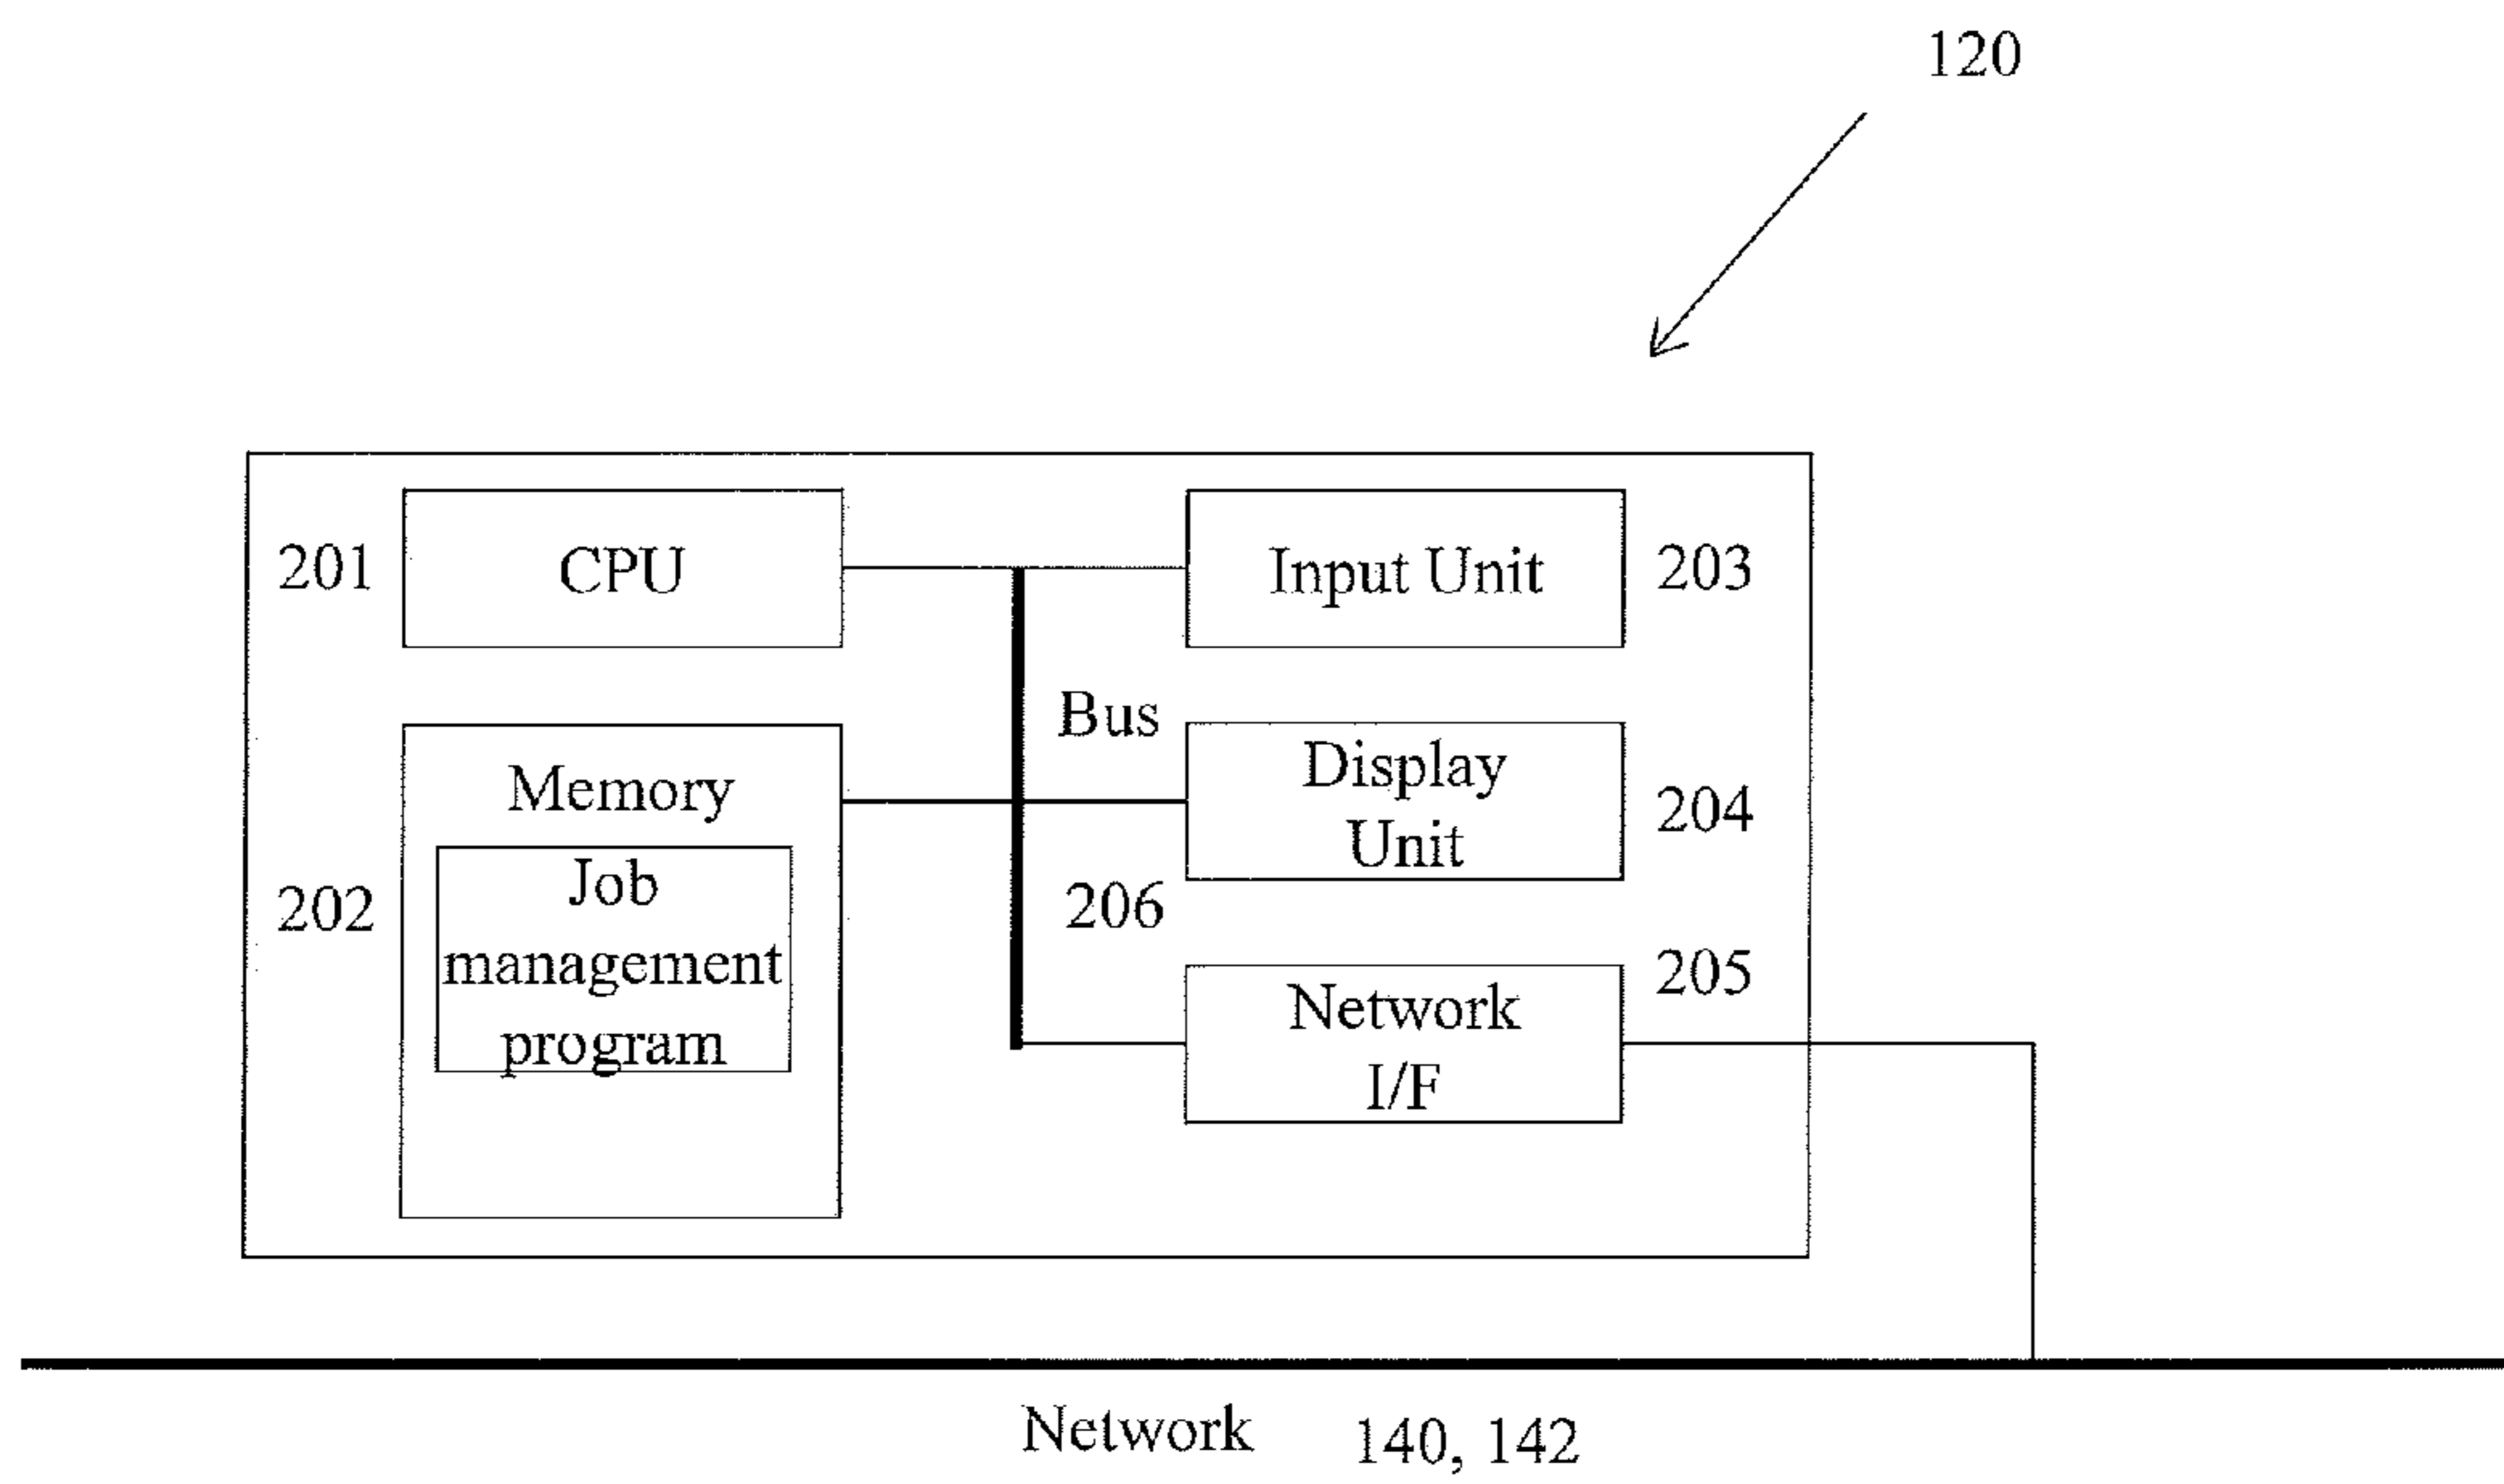 120
201
CPU
Input Unit
203
Bus
Memory
Display
Unit
204
202
Job
management
program
206
205
Network
I/F
Network 140, 142